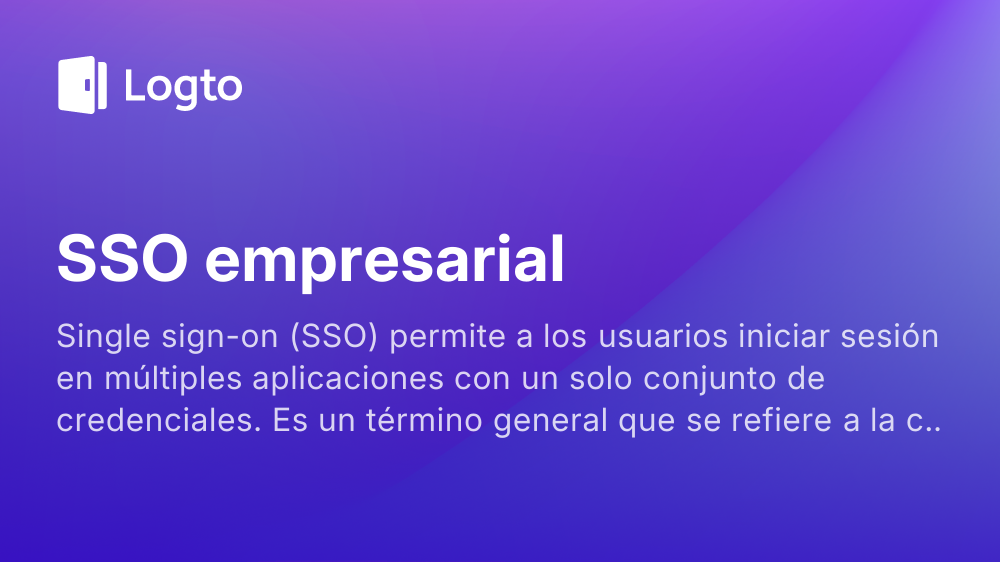 Logto
SSO empresarial
Single sign-on (SSO) permite a los usuarios iniciar sesión
en múltiples aplicaciones con un solo conjunto de
credenciales. Es un término general que se refiere a la c..